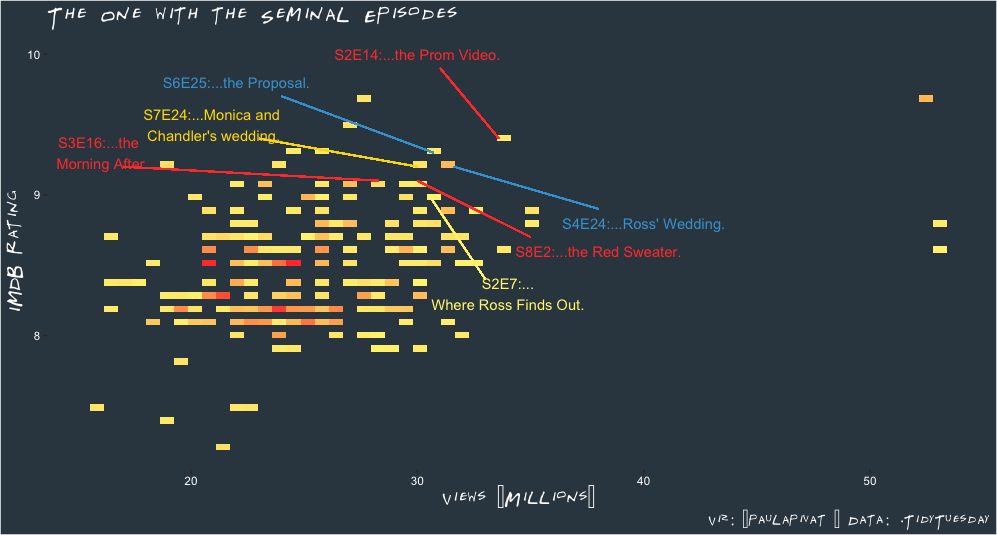 THE ONE WITH THE SEMINAL EPISODES
10
S2E14:...the Prom Video.
S6E25:...the Proposal.
S7E24:...Monica and
Chandler's wedding.
S3E16:...the
Morning After.
9
S4E24:...Ross' Wedding.
S8E2:...the Red Sweater.
S2E7:...
Where Ross Finds Out.
IMDB RATING
8
20
30
40
50
VIEWS ▯MILLIONS▯
VIZ: ▯PAULAPIVAT ▯ DATA: .TIDYTUESDAY